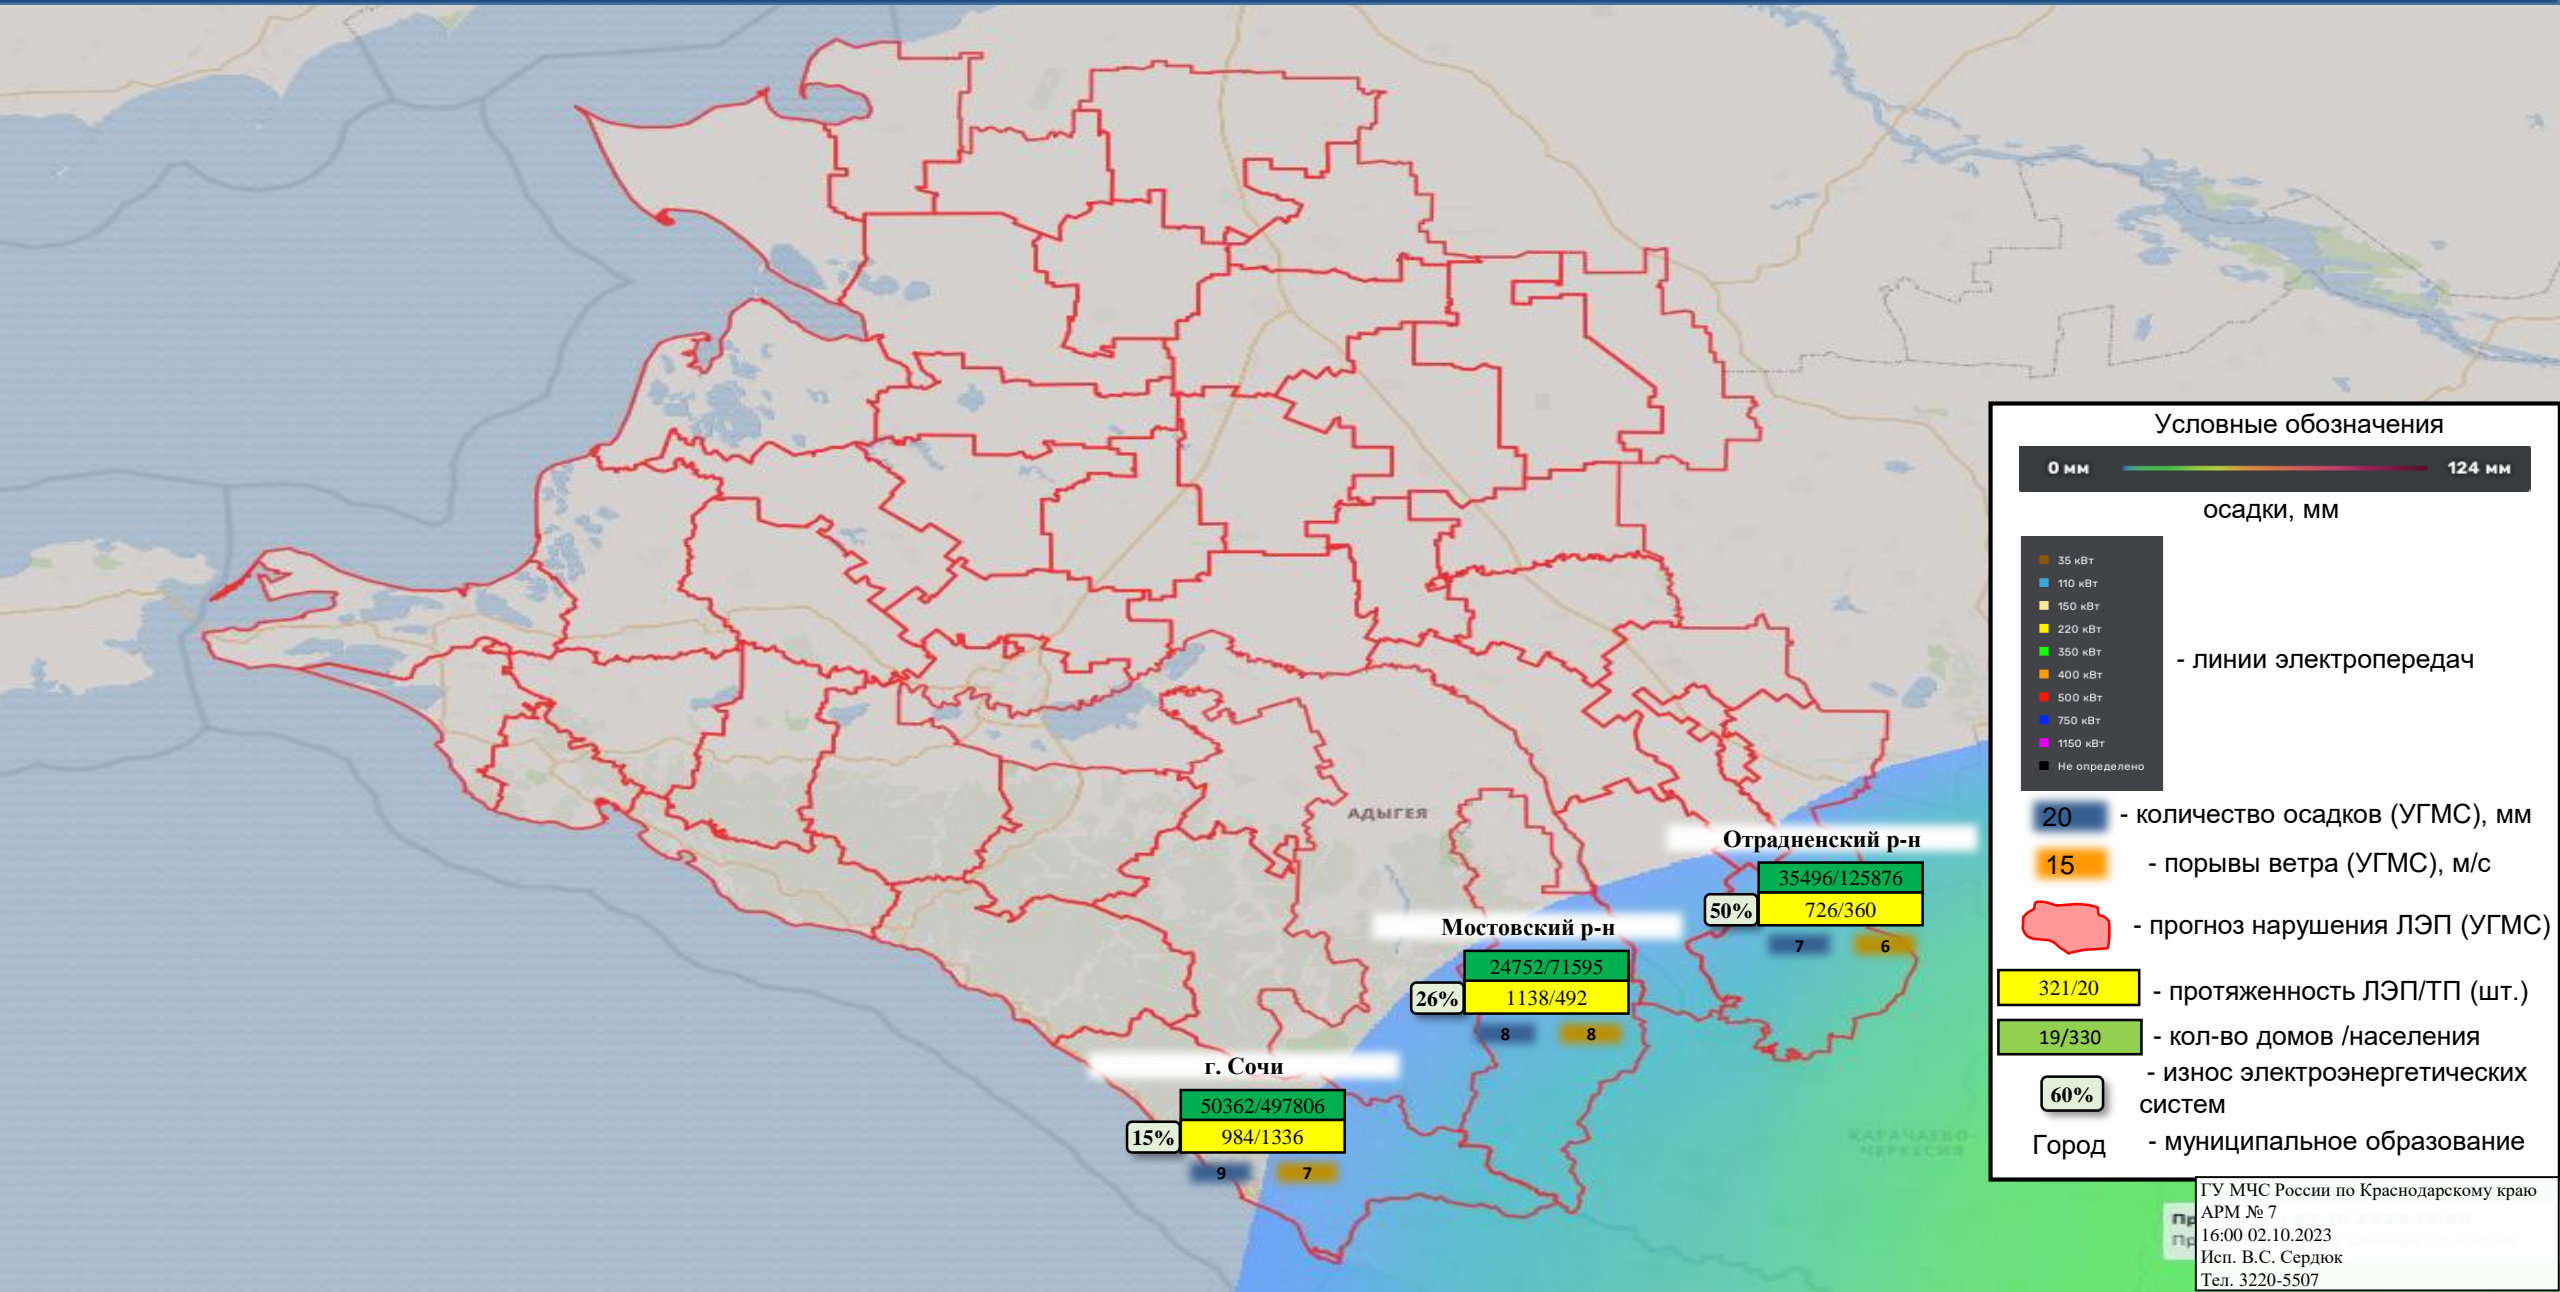 АДЫГЕЯ
Отрадненский р-н
35496/125876
50%
726/360
7
6
Мостовский р-н
24752/71595
26%
1138/492
8
8
г. Сочи
50362/497806
15%
984/1336
9
7
КАРАЧАЕВО-
ЧЕРКЕСИЯ
Условные обозначения
0 мм
124 мм
осадки, мм
35 кВт
110 кВт
150 кВт
220 кВт
350 кВт
400 кВт
500 кВт
750 кВт
1150 кВт
Не определено
- линии электропередач
20 - количество осадков (УГМС), мм
15 - порывы ветра (УГМС), м/с
- прогноз нарушения ЛЭП (УГМС)
321/20 - протяженность ЛЭП/ТП (шт.)
19/330 - кол-во домов /населения
60% - износ электроэнергетических
систем
Город - муниципальное образование
ГУ МЧС России по Краснодарскому краю
АРМ № 7
16:00 02.10.2023
Исп. В.С. Сердюк
Тел. 3220-5507